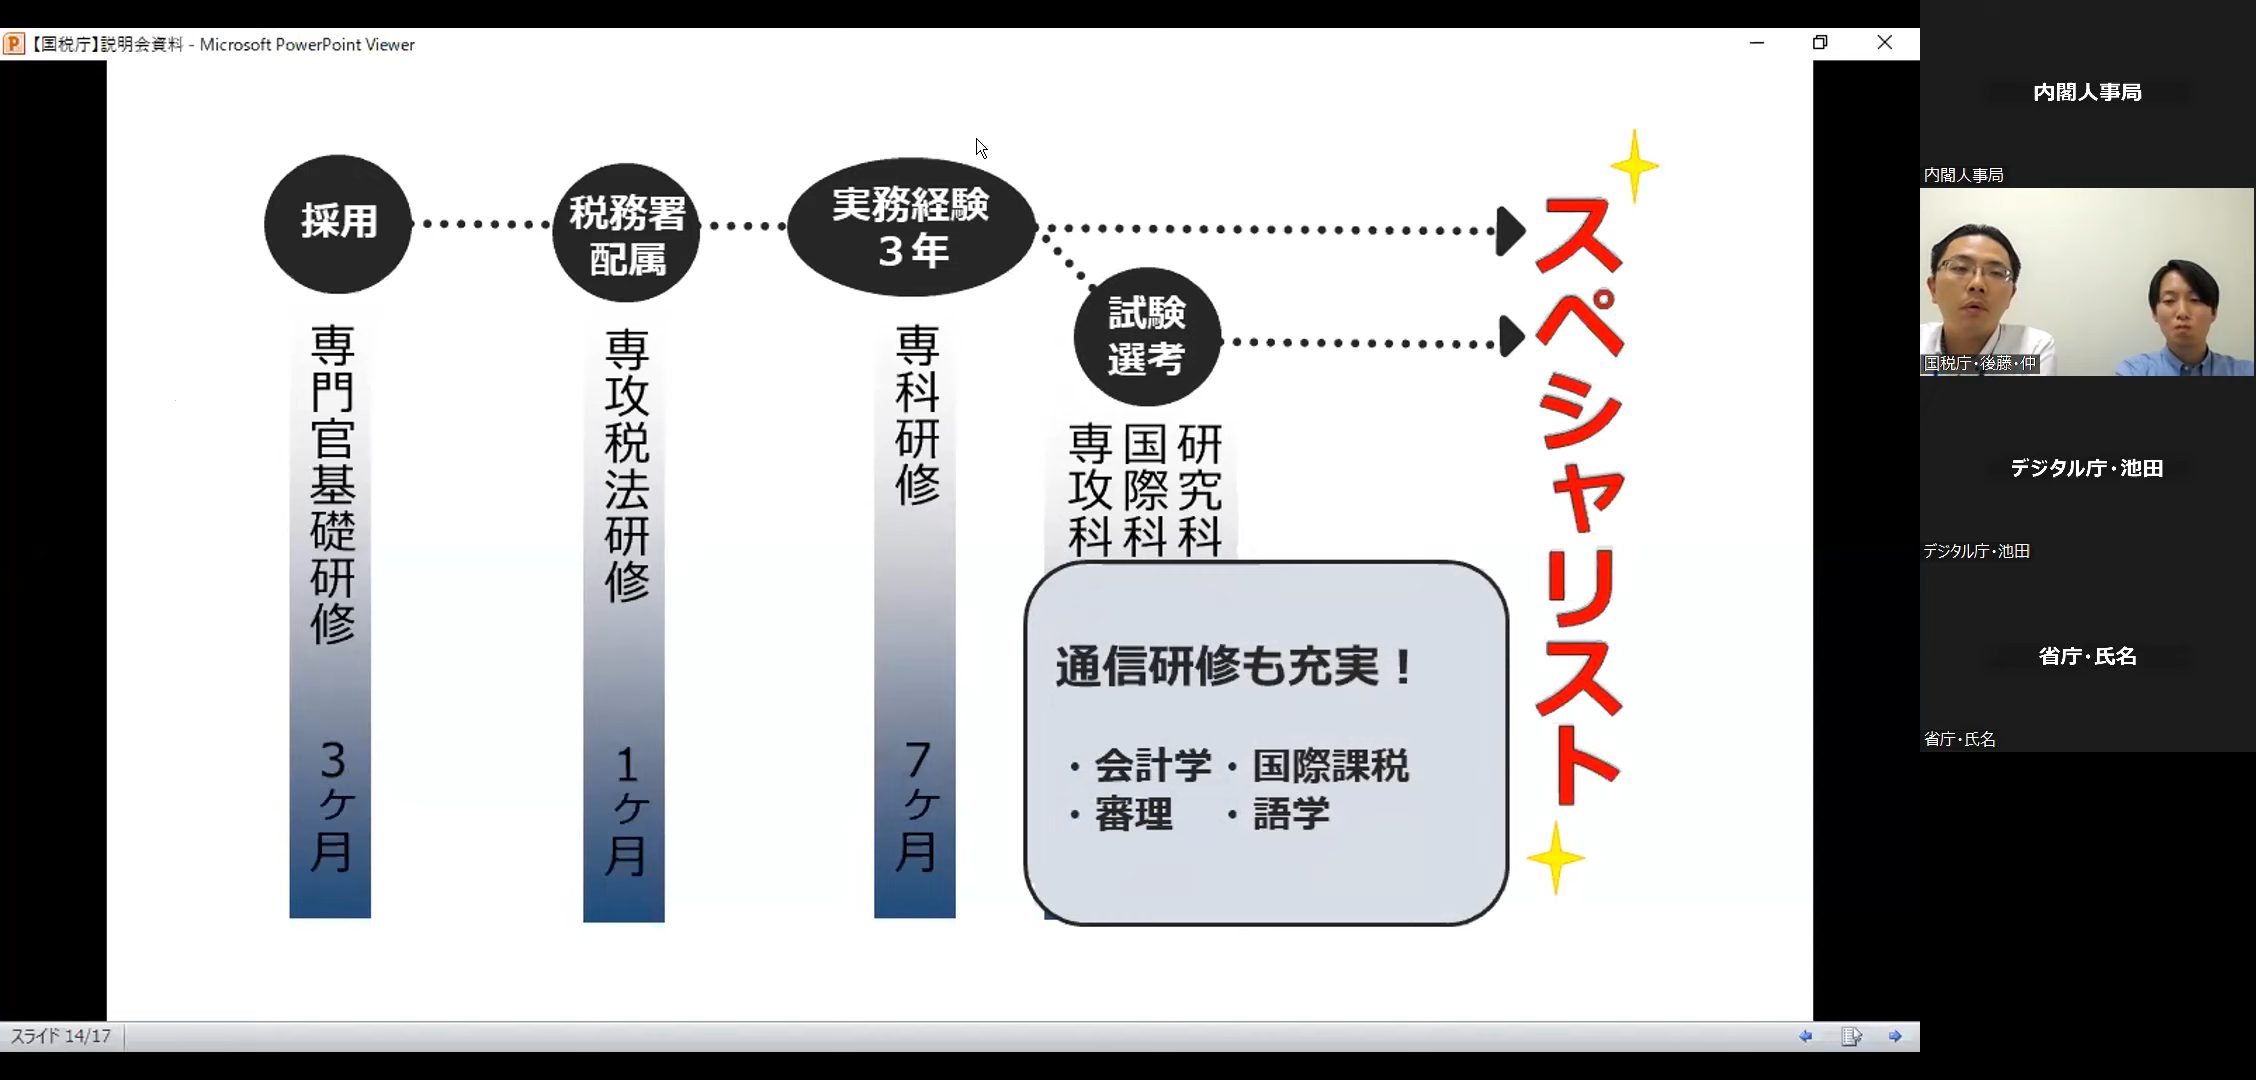 【国税庁】説明会資料 - Microsoft PowerPoint Viewer
採用
税務署
配属
実務経験
３年
試験
選考
専門官基礎研修
3ヶ月
専攻税法研修
1ヶ月
専科研修
7ヶ月
専攻科
国際科
研究科
通信研修も充実！
・会計学・国際課税
・審理　・語学
スペシャリスト
スライド 14/17
内閣人事局
内閣人事局
国税庁・後藤・仲
デジタル庁・池田
デジタル庁・池田
省庁・氏名
省庁・氏名